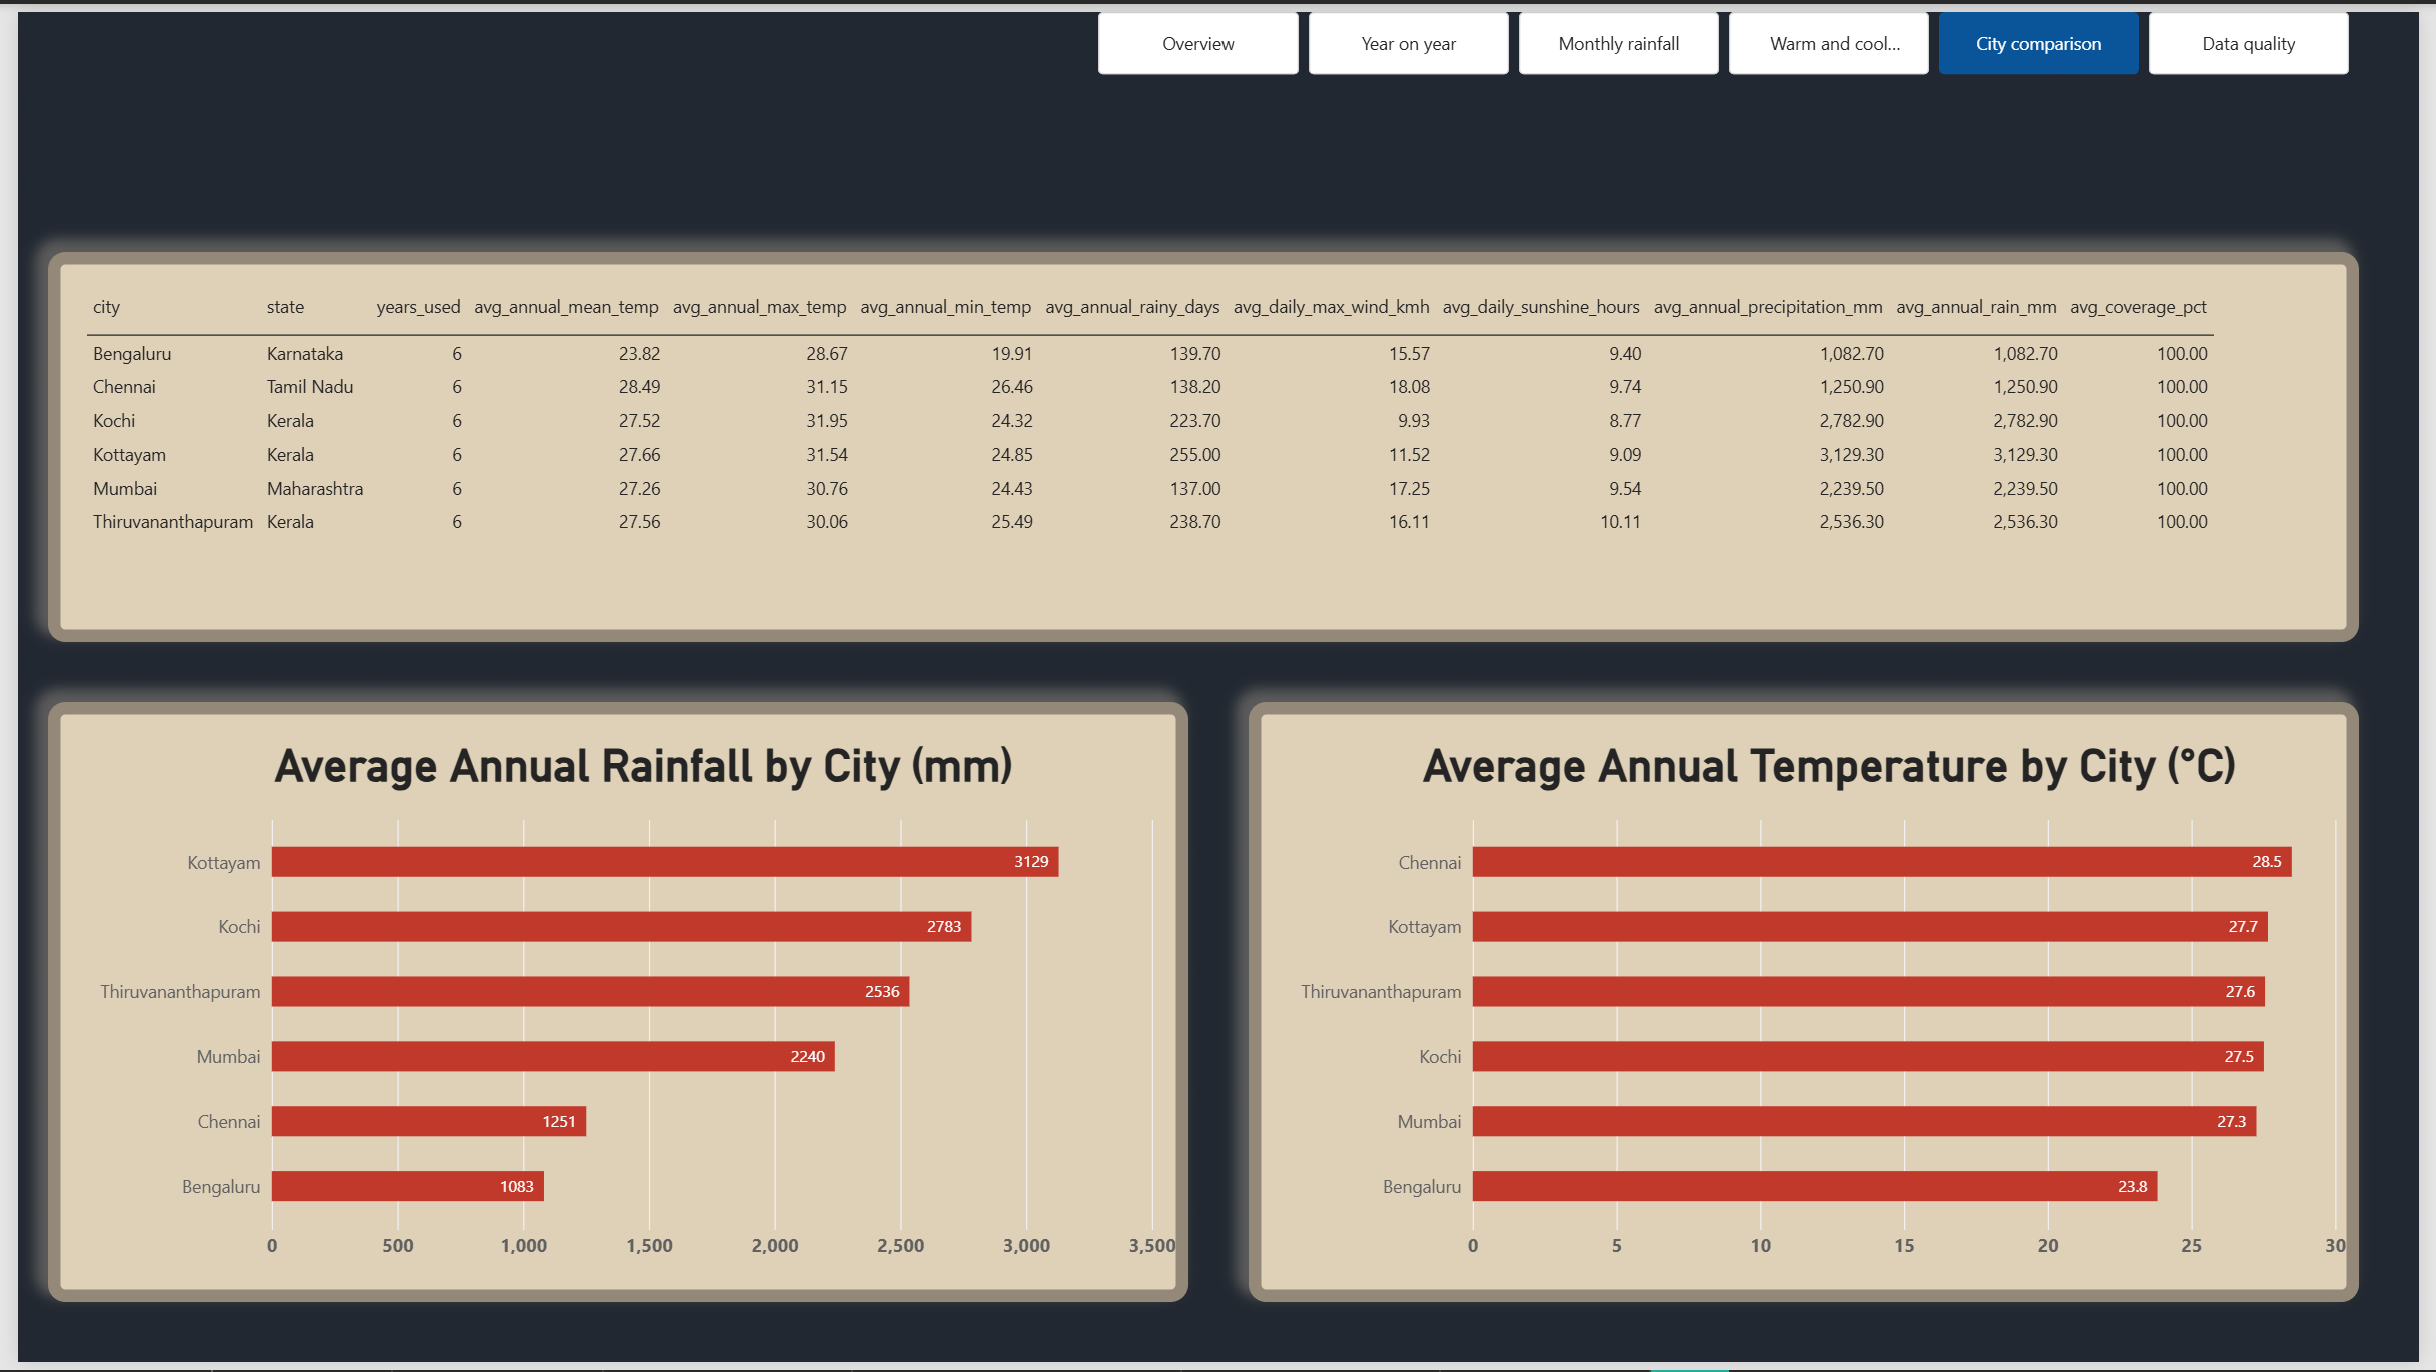 Overview Year on year Monthly rainfall Warm and cool... City comparison Data quality
city state years_used avg_annual_mean_temp avg_annual_max_temp avg_annual_min_temp avg_annual_rainy_days avg_daily_max_wind_kmh avg_daily_sunshine_hours avg_annual_precipitation_mm avg_annual_rain_mm avg_coverage_pct
Bengaluru Karnataka 6 23.82 28.67 19.91 139.70 15.57 9.40 1,082.70 1,082.70 100.00
Chennai Tamil Nadu 6 28.49 31.15 26.46 138.20 18.08 9.74 1,250.90 1,250.90 100.00
Kochi Kerala 6 27.52 31.95 24.32 223.70 9.93 8.77 2,782.90 2,782.90 100.00
Kottayam Kerala 6 27.66 31.54 24.85 255.00 11.52 9.09 3,129.30 3,129.30 100.00
Mumbai Maharashtra 6 27.26 30.76 24.43 137.00 17.25 9.54 2,239.50 2,239.50 100.00
Thiruvananthapuram Kerala 6 27.56 30.06 25.49 238.70 16.11 10.11 2,536.30 2,536.30 100.00
Average Annual Rainfall by City (mm)
Kottayam 3129
Kochi 2783
Thiruvananthapuram 2536
Mumbai 2240
Chennai 1251
Bengaluru 1083
0 500 1,000 1,500 2,000 2,500 3,000 3,500
Average Annual Temperature by City (°C)
Chennai 28.5
Kottayam 27.7
Thiruvananthapuram 27.6
Kochi 27.5
Mumbai 27.3
Bengaluru 23.8
0 5 10 15 20 25 30